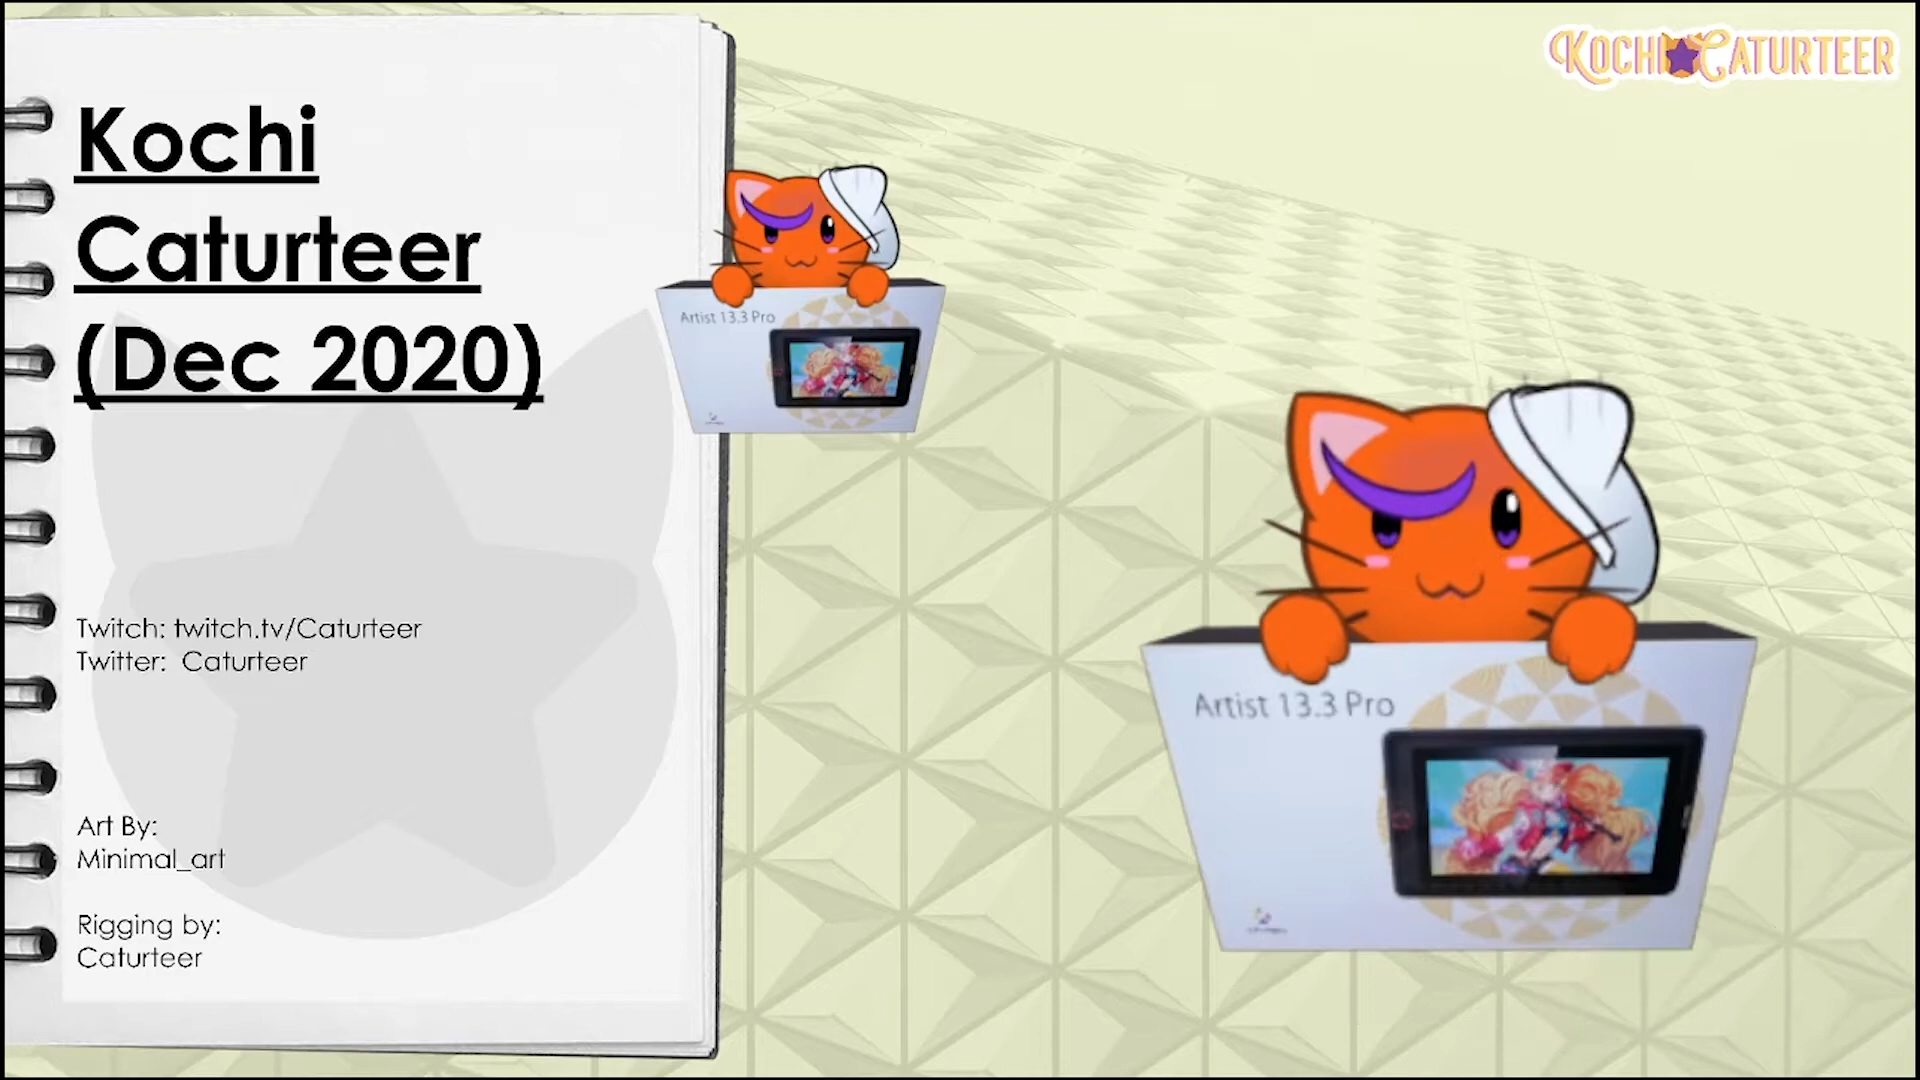 Kochi
Caturteer
(Dec 2020)
Twitch: twitch.tv/Caturteer
Twitter:  Caturteer
Art By:
Minimal_art
Rigging by:
Caturteer
KOCHI CATURTEER
Artist 13.3 Pro
Artist 13.3 Pro